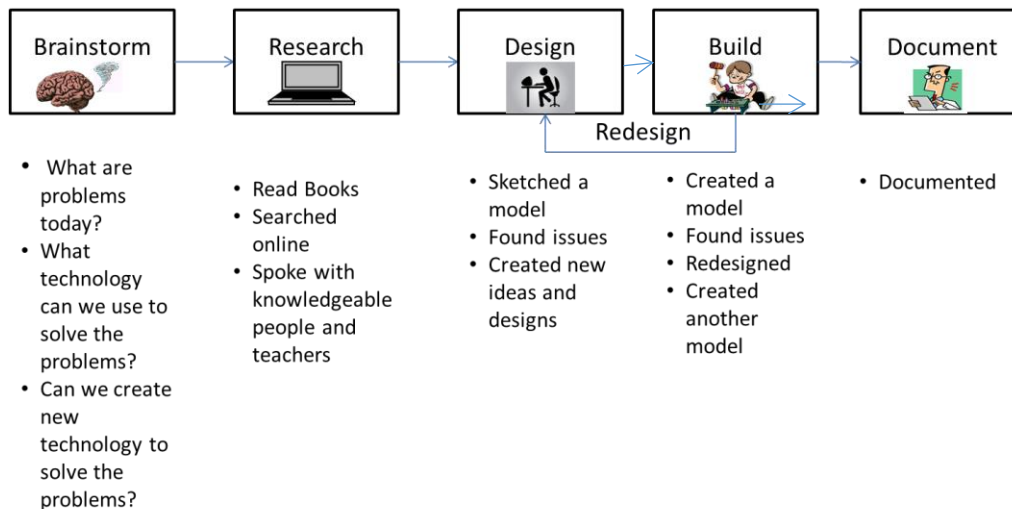 Brainstorm
Research
Design
Build
Document
Redesign
• What are
problems
today?
• What
technology
can we use to
solve the
problems?
• Can we create
new
technology to
solve the
problems?
• Read Books
• Searched
online
• Spoke with
knowledgeable
people and
teachers
• Sketched a
model
• Found issues
• Created new
ideas and
designs
• Created a
model
• Found issues
• Redesigned
• Created
another
model
• Documented